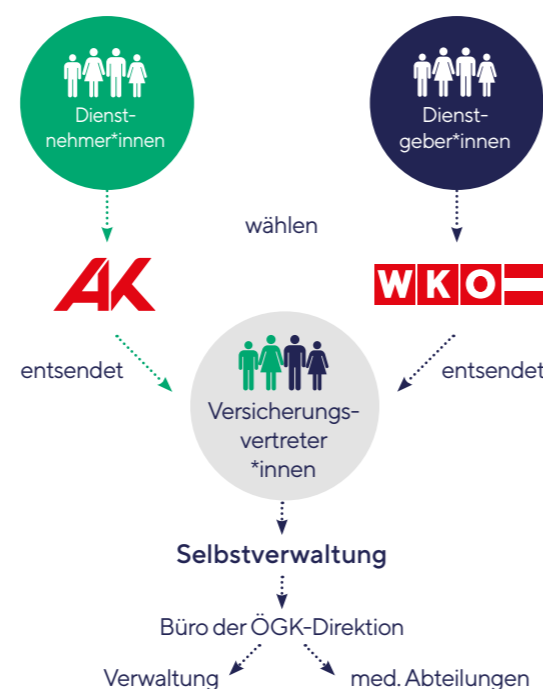 Dienst-
nehmer*innen
Dienst-
geber*innen
wählen
AK
WKO
entsendet
entsendet
Versicherungs-
vertreter
*innen
Selbstverwaltung
Büro der ÖGK-Direktion
Verwaltung
med. Abteilungen